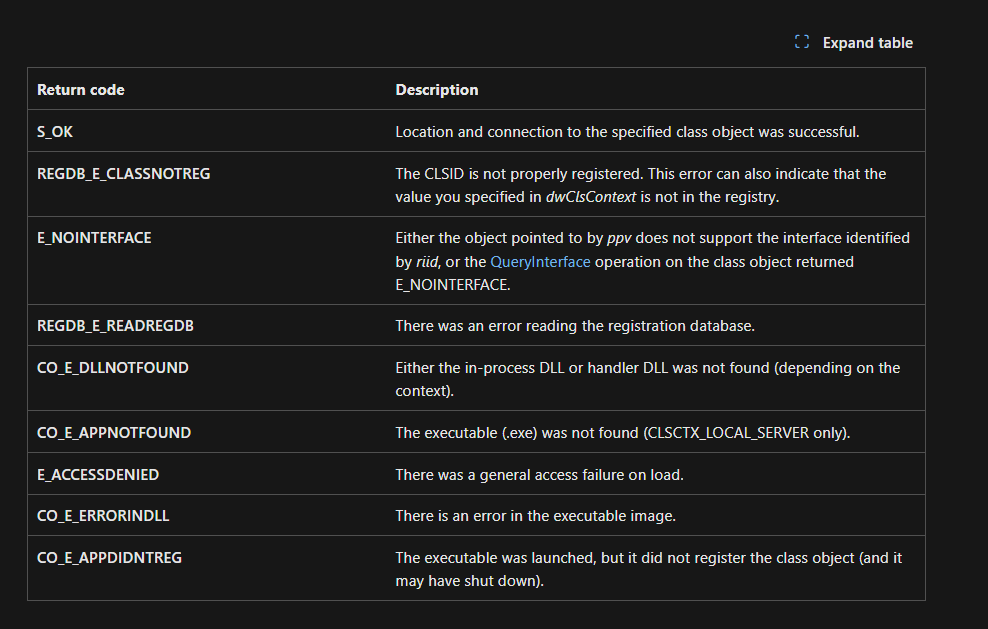 Expand table
Return code Description
S_OK Location and connection to the specified class object was successful.
REGDB_E_CLASSNOTREG The CLSID is not properly registered. This error can also indicate that the
value you specified in dwClsContext is not in the registry.
E_NOINTERFACE Either the object pointed to by ppv does not support the interface identified
by riid, or the QueryInterface operation on the class object returned
E_NOINTERFACE.
REGDB_E_READREGDB There was an error reading the registration database.
CO_E_DLLNOTFOUND Either the in-process DLL or handler DLL was not found (depending on the
context).
CO_E_APPNOTFOUND The executable (.exe) was not found (CLSCTX_LOCAL_SERVER only).
E_ACCESSDENIED There was a general access failure on load.
CO_E_ERRORINDLL There is an error in the executable image.
CO_E_APPDIDNTREG The executable was launched, but it did not register the class object (and it
may have shut down).